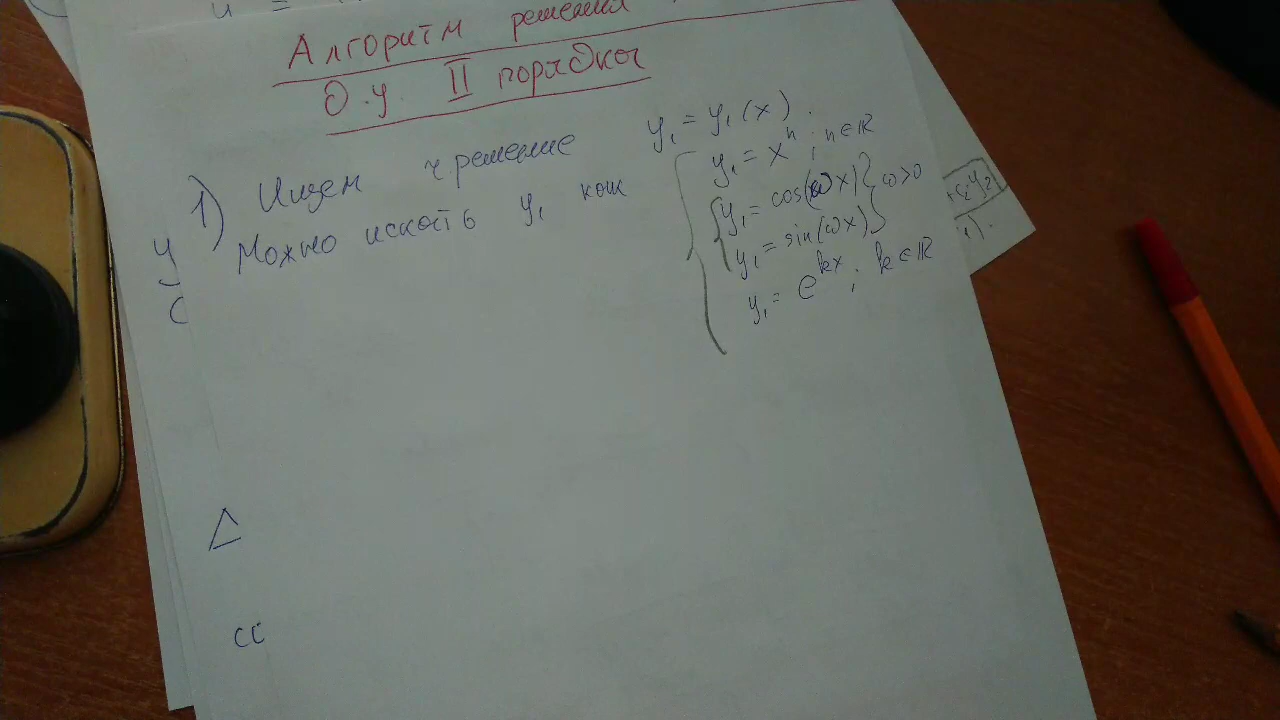 u =
Алгоритм решения
д.у. II порядка
1) Ищем ч решение y₁ = y₁(x).
Можно искать y₁ как
y₁ = xⁿ ; n ∈ ℝ
y₁ = cos(ωx)
y₁ = sin(ωx) } ω>0
y₁ = e^{kx} ; k ∈ ℝ
y
C
Δ